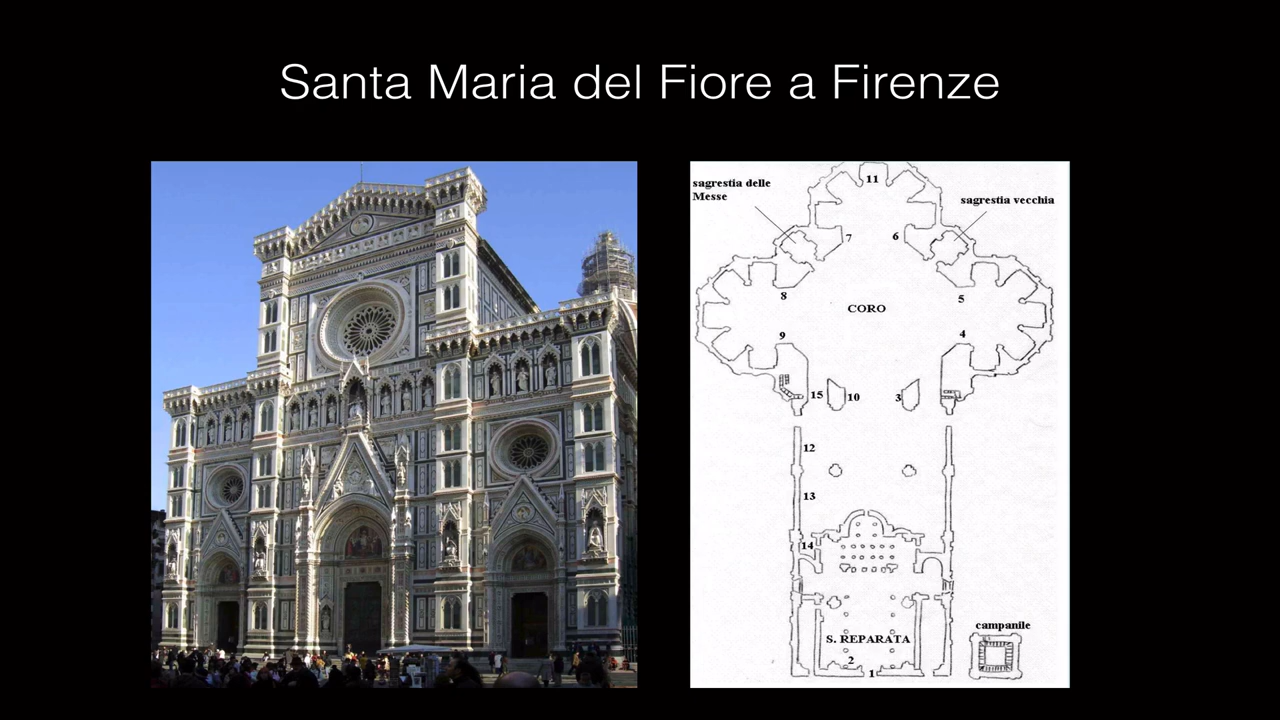 Santa Maria del Fiore a Firenze
sagrestia delle
Messe
11
sagrestia vecchia
7
6
8
5
CORO
9
4
15
10
3
12
13
14
campanile
S. REPARATA
2
1